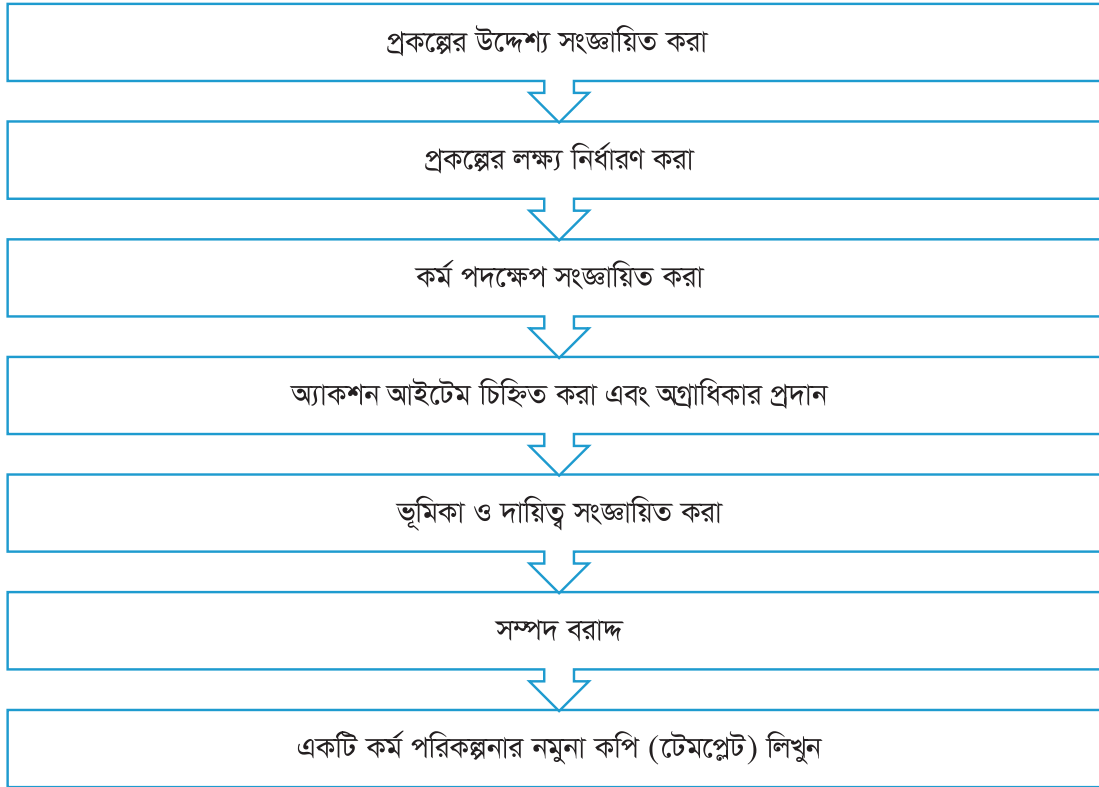 প্রকল্পের উদ্দেশ্য সংজ্ঞায়িত করা
প্রকল্পের লক্ষ্য নির্ধারণ করা
কর্ম পদক্ষেপ সংজ্ঞায়িত করা
অ্যাকশন আইটেম চিহ্নিত করা এবং অগ্রাধিকার প্রদান
ভূমিকা ও দায়িত্ব সংজ্ঞায়িত করা
সম্পদ বরাদ্দ
একটি কর্ম পরিকল্পনার নমুনা কপি (টেমপ্লেট) লিখুন